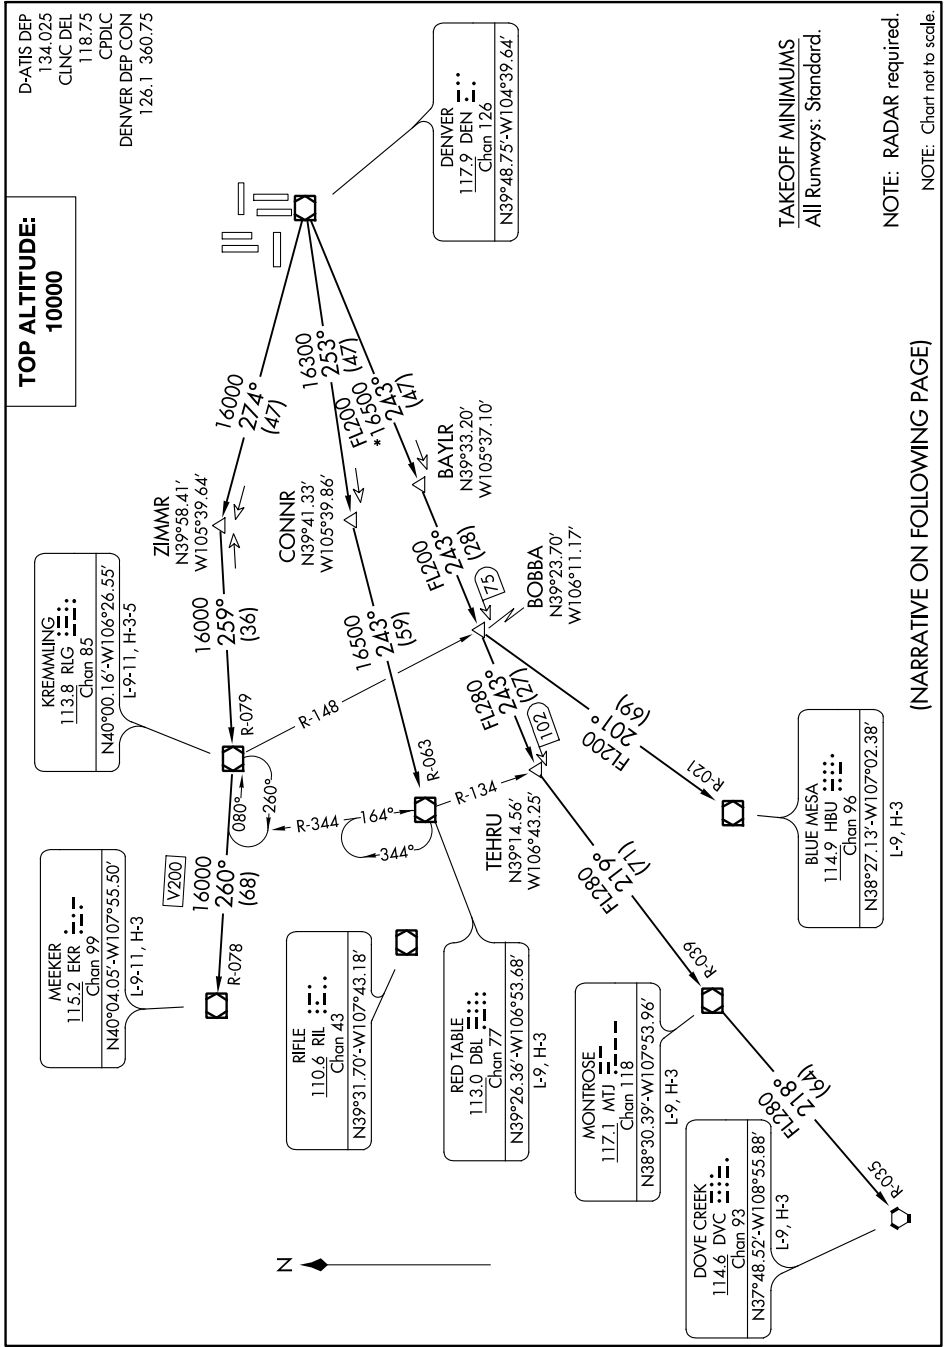 TOP ALTITUDE:
10000
D-ATIS DEP
134.025
CLNC DEL
118.75
CPDLC
DENVER DEP CON
126.1 360.75
KREMMLING
113.8 RLG
Chan 85
N40°00.16′-W106°26.55′
L-9-11, H-3-5
MEEKER
115.2 EKR
Chan 99
N40°04.05′-W107°55.50′
L-9-11, H-3
V200
16000
260°
(68)
R-078
R-079
080°
260°
16000
259°
(36)
ZIMMR
N39°58.41′
W105°39.64′
16000
274°
(47)
RIFLE
110.6 RIL
Chan 43
N39°31.70′-W107°43.18′
R-344
164°
344°
R-148
R-063
16500
243°
(59)
CONNR
N39°41.33′
W105°39.86′
16300
253°
(47)
FL200
*16500
243°
(47)
BAYLR
N39°33.20′
W105°37.10′
DENVER
117.9 DEN
Chan 126
N39°48.75′-W104°39.64′
RED TABLE
113.0 DBL
Chan 77
N39°26.36′-W106°53.68′
L-9, H-3
R-134
TEHRU
N39°14.56′
W106°43.25′
102
FL280
243°
(27)
75
FL200
243°
(28)
BOBBA
N39°23.70′
W106°11.17′
FL200
201°
(69)
R-021
FL280
219°
(71)
R-039
MONTROSE
117.1 MTJ
Chan 118
N38°30.39′-W107°53.96′
L-9, H-3
BLUE MESA
114.9 HBU
Chan 96
N38°27.13′-W107°02.38′
L-9, H-3
FL280
218°
(64)
R-035
DOVE CREEK
114.6 DVC
Chan 93
N37°48.52′-W108°55.88′
L-9, H-3
N
TAKEOFF MINIMUMS
All Runways: Standard.
NOTE: RADAR required.
NOTE: Chart not to scale.
(NARRATIVE ON FOLLOWING PAGE)